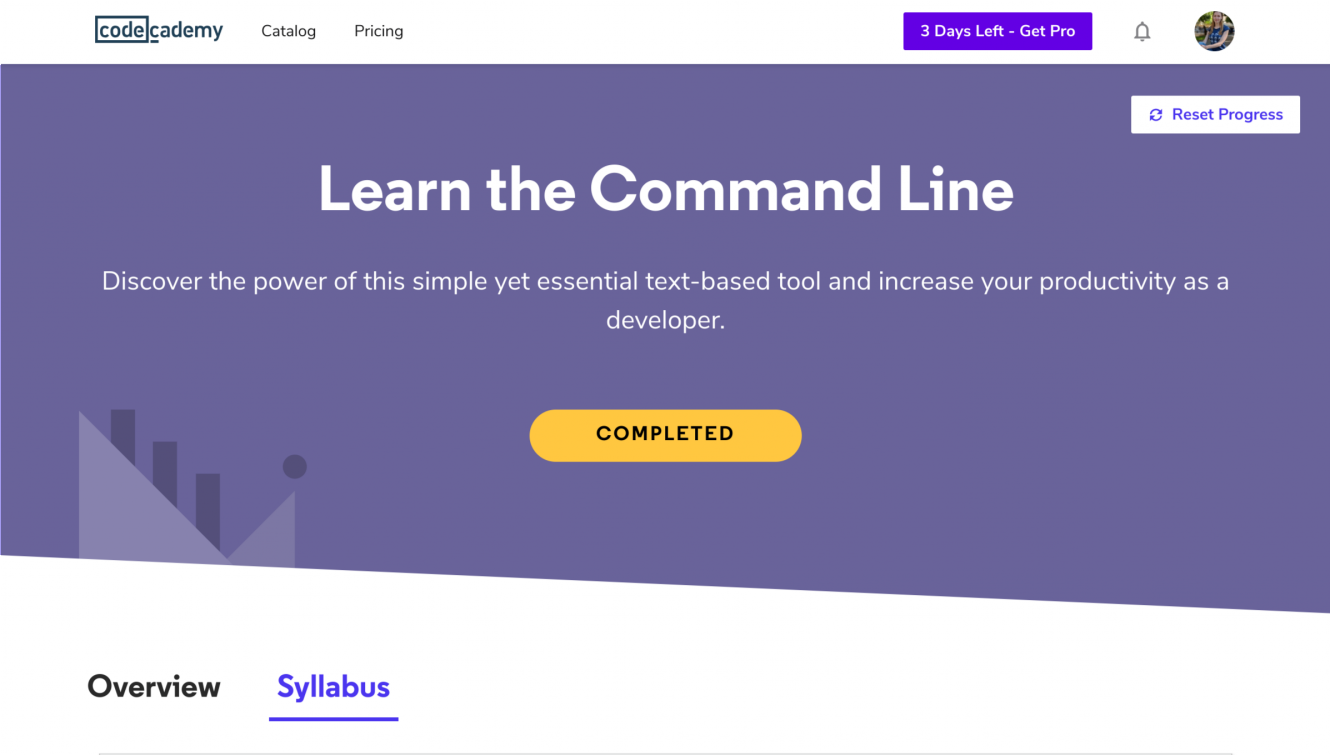 codecademy
Catalog
Pricing
3 Days Left - Get Pro
Reset Progress
Learn the Command Line
Discover the power of this simple yet essential text-based tool and increase your productivity as a
developer.
COMPLETED
Overview
Syllabus